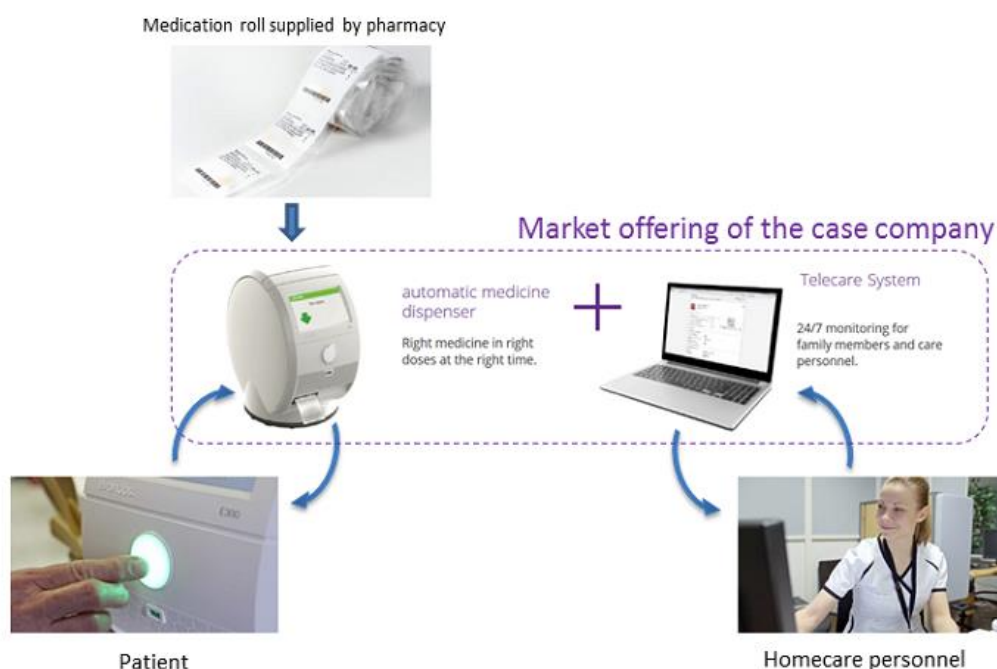 Medication roll supplied by pharmacy
Market offering of the case company
automatic medicine
dispenser
Right medicine in right
doses at the right time.
Telecare System
24/7 monitoring for
family members and care
personnel.
E300
Patient
Homecare personnel